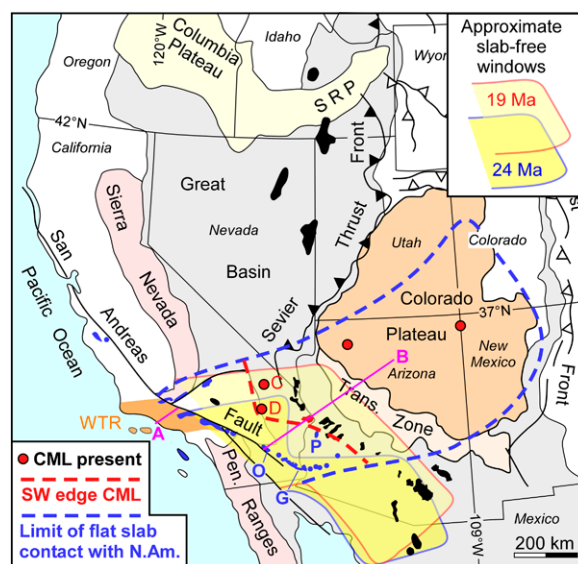 120°W
Idaho
Wyon
Columbia
Plateau
Oregon
SRP
42°N
California
Approximate
slab-free
windows
19 Ma
24 Ma
Great
Nevada
Basin
Sierra
Nevada
Sevier
Thrust
Front
Utah
Colorado
Colorado
Plateau
37°N
New
Mexico
Arizona
Front
San
Andreas
Fault
Pacific
Ocean
Trans.
Zone
WTR
A
B
C
D
P
O
G
Pen.
Ranges
Mexico
109°W
200 km
CML present
SW edge CML
Limit of flat slab
contact with N.Am.